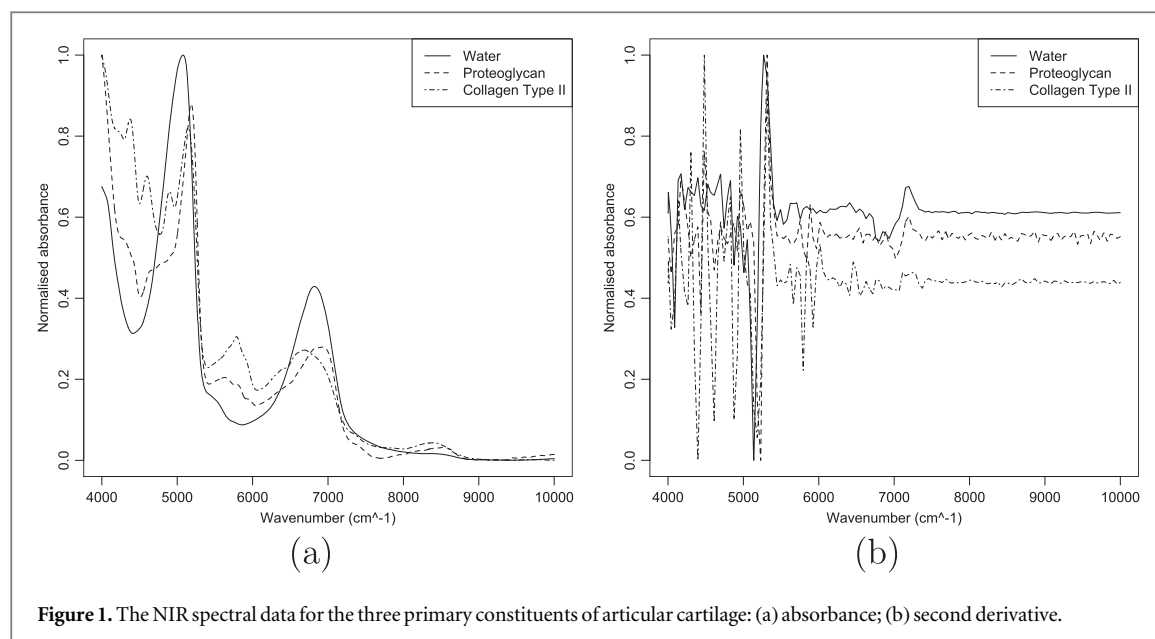 Water
Proteoglycan
Collagen Type II
Normalised absorbance
0.0 0.2 0.4 0.6 0.8 1.0
4000 5000 6000 7000 8000 9000 10000
Wavenumber (cm^-1)
(a)
Water
Proteoglycan
Collagen Type II
Normalised absorbance
0.0 0.2 0.4 0.6 0.8 1.0
4000 5000 6000 7000 8000 9000 10000
Wavenumber (cm^-1)
(b)
Figure 1. The NIR spectral data for the three primary constituents of articular cartilage: (a) absorbance; (b) second derivative.